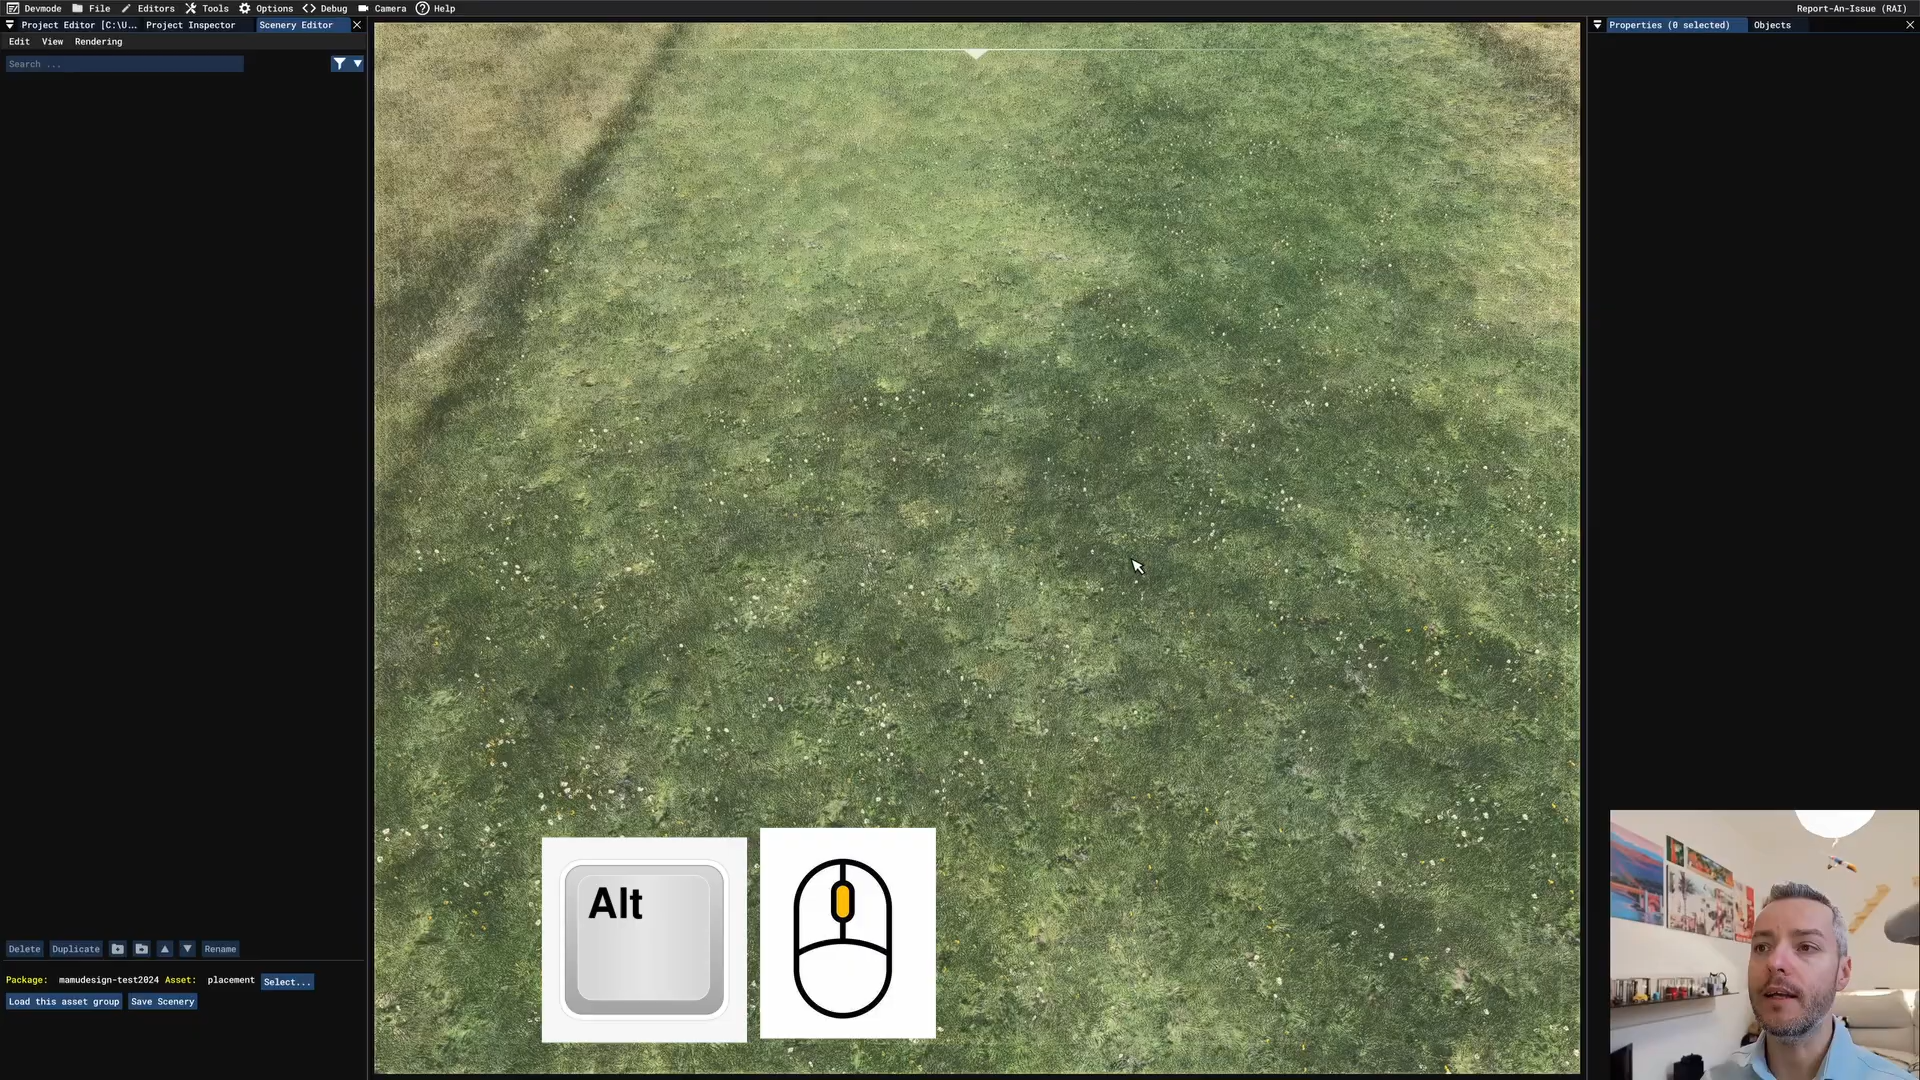 Devmode File Editors Tools Options Debug Camera Help Report-An-Issue (RAI)
Project Editor [C:\U... Project Inspector Scenery Editor
Properties (0 selected) Objects
Edit View Rendering
Search ...
Alt
Delete Duplicate Rename
Package: mamudesign-test2024 Asset: placement Select...
Load this asset group Save Scenery